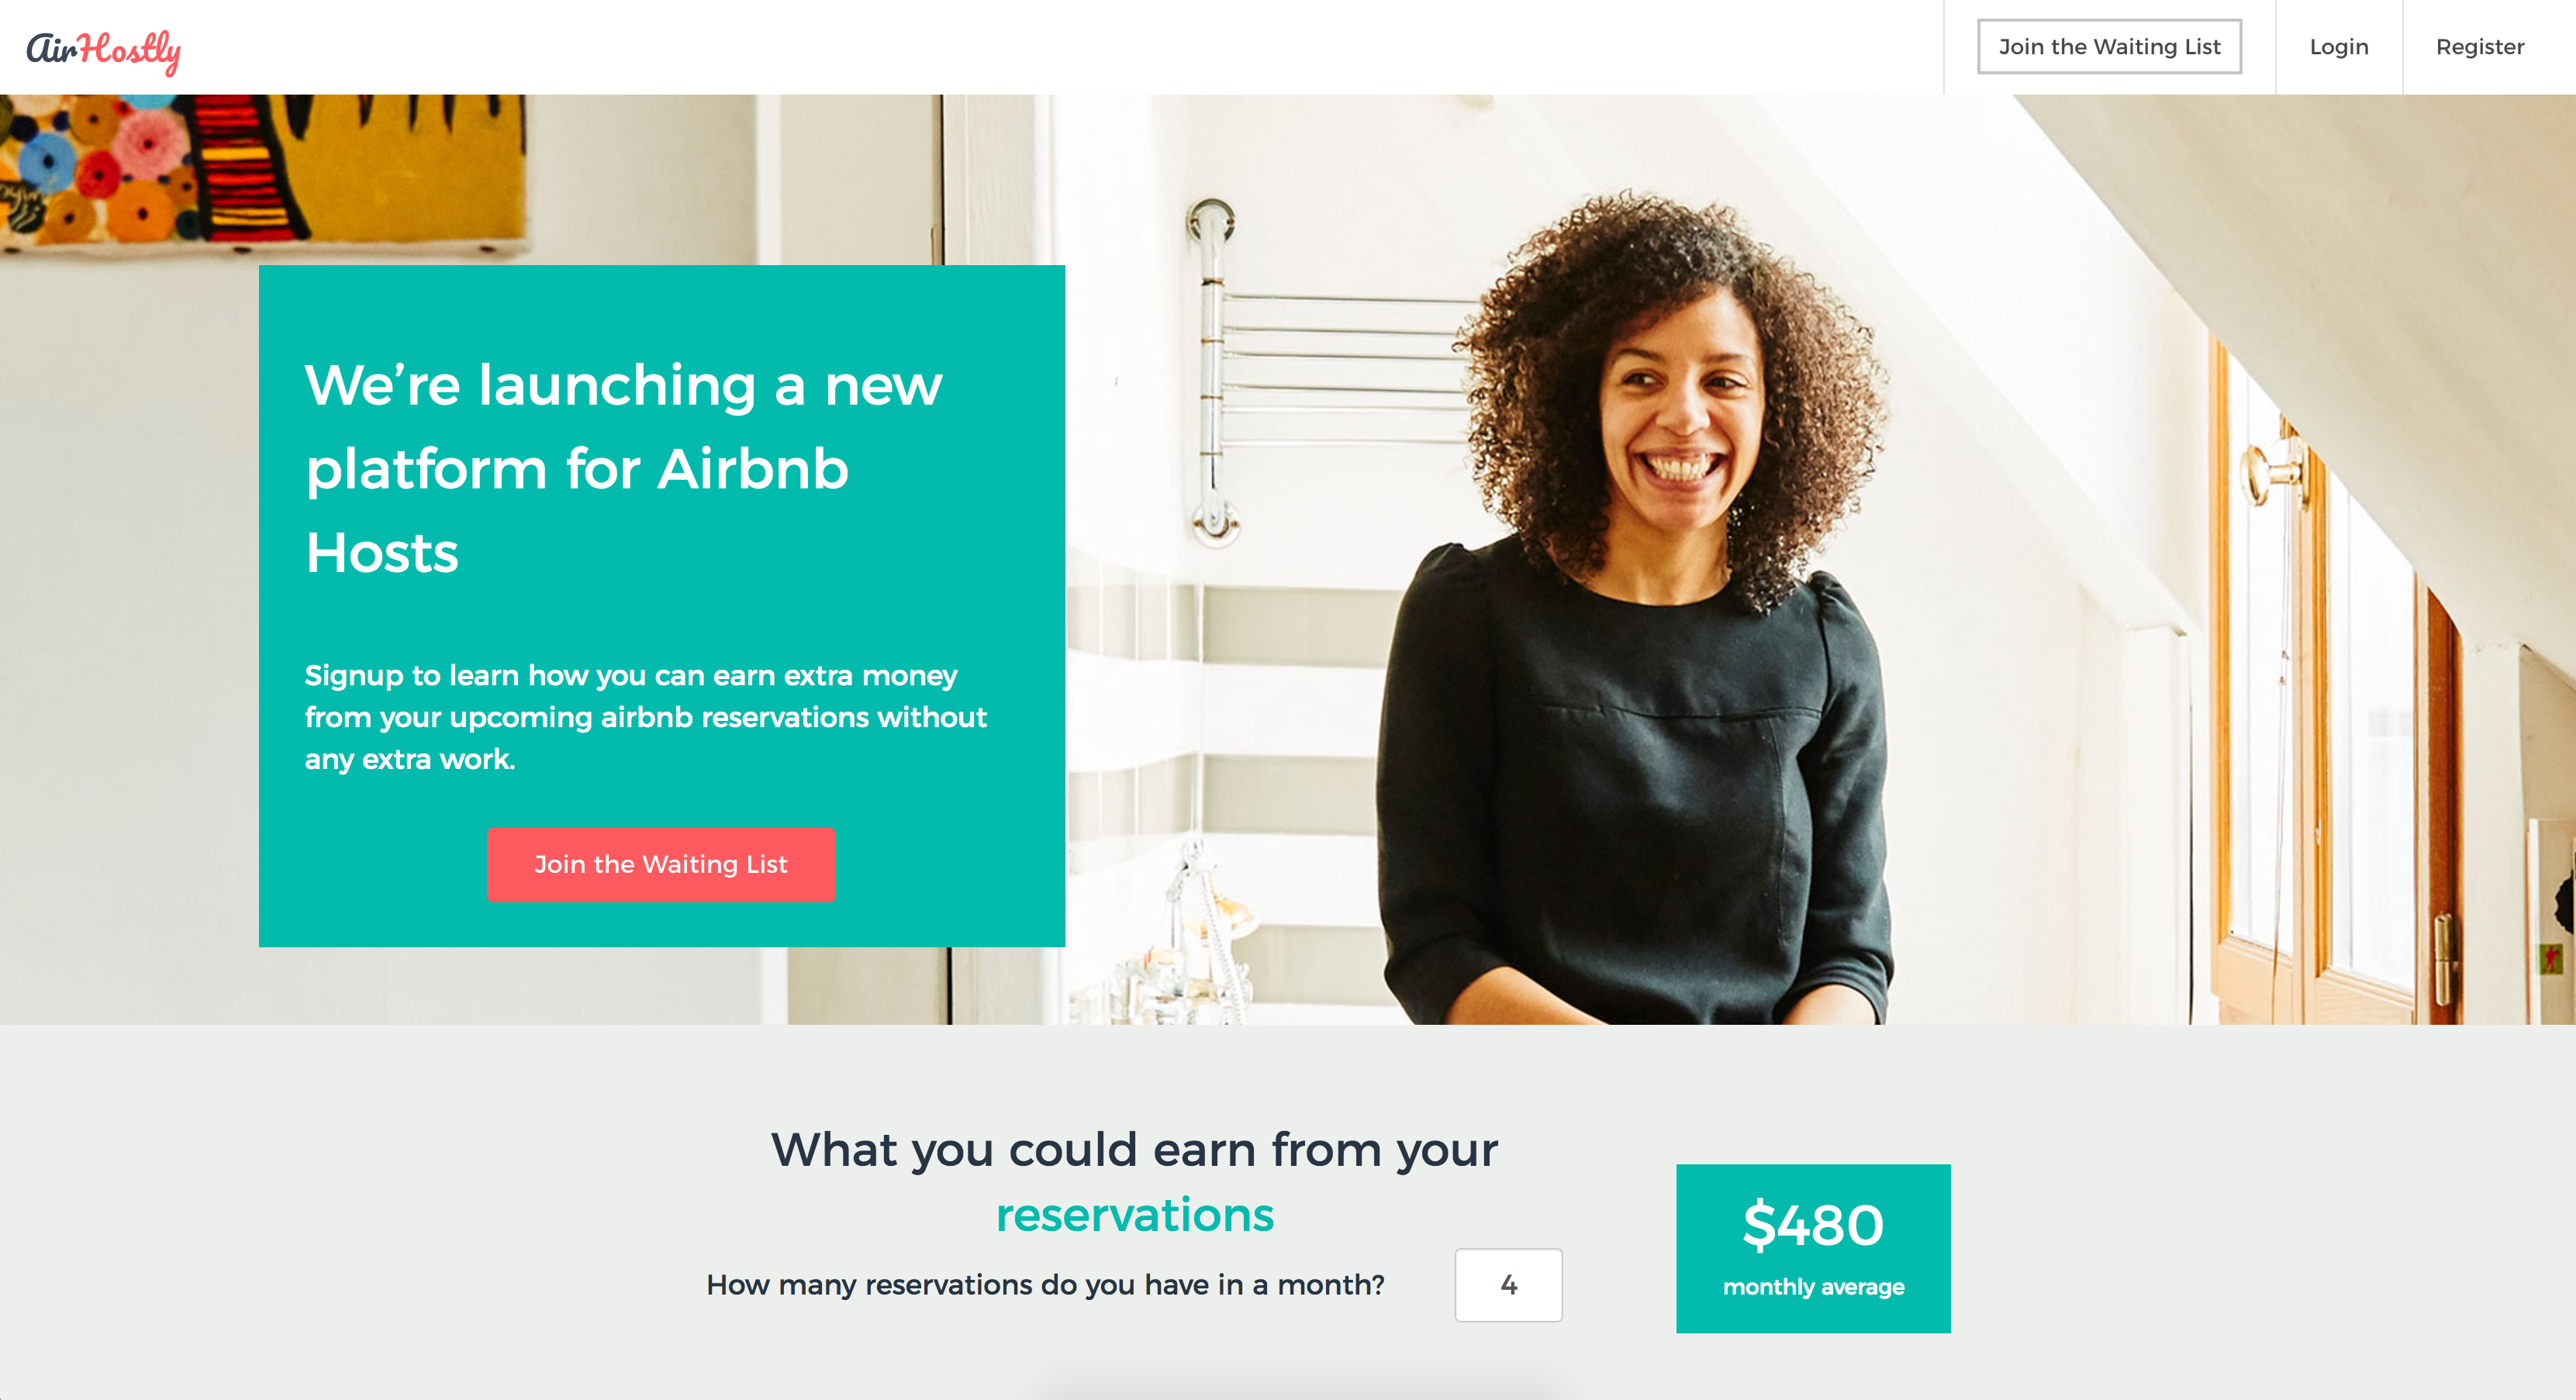 AirHostly
Join the Waiting List
Login
Register
We’re launching a new
platform for Airbnb
Hosts
Signup to learn how you can earn extra money
from your upcoming airbnb reservations without
any extra work.
Join the Waiting List
What you could earn from your
reservations
How many reservations do you have in a month?
4
$480
monthly average